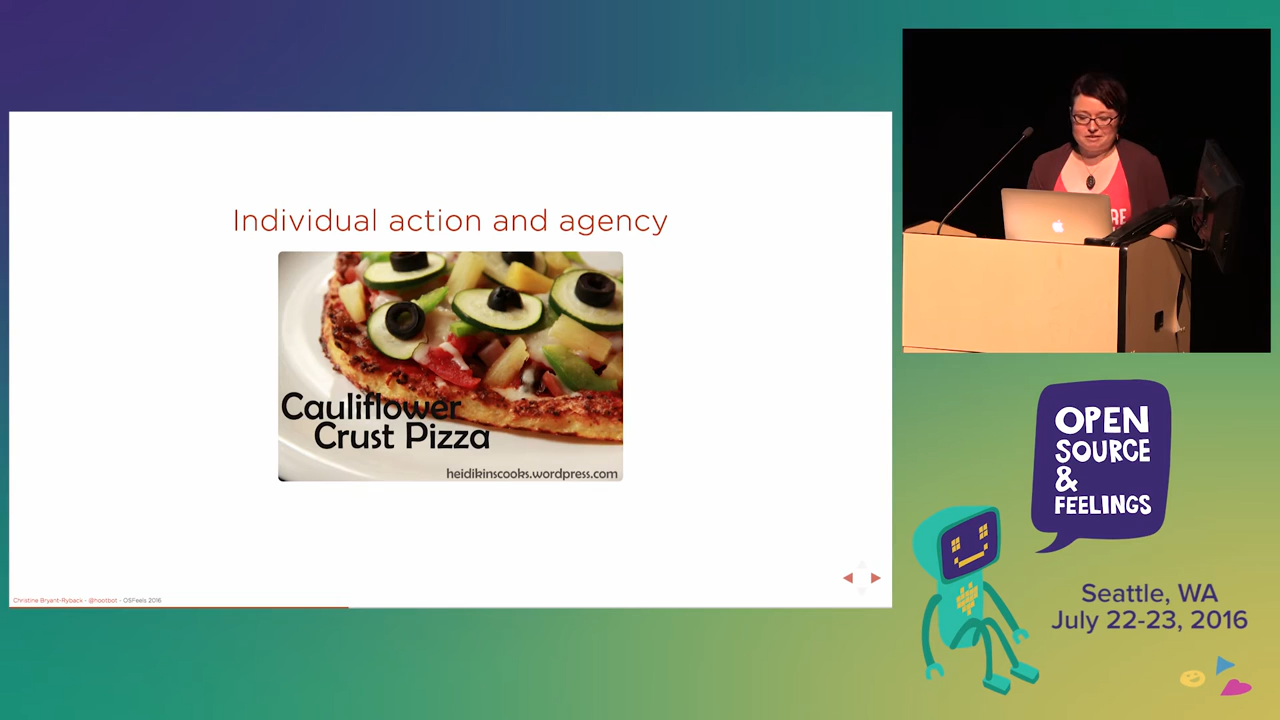 Individual action and agency
Cauliflower
Crust Pizza
heidikinscooks.wordpress.com
Christine Bryant-Ryback - @hootbot - OSFeels 2016
OPEN
SOURCE
&
FEELINGS
Seattle, WA
July 22-23, 2016